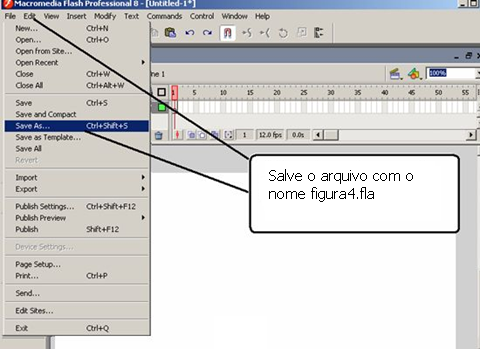 Macromedia Flash Professional 8 - [Untitled-1*]
File Edit View Insert Modify Text Commands Control Window Help
New... Ctrl+N
Open... Ctrl+O
Open from Site...
Open Recent
Close Ctrl+W
Close All Ctrl+Alt+W
Save Ctrl+S
Save and Compact
Save As... Ctrl+Shift+S
Save as Template...
Save All
Revert
Import
Export
Publish Settings... Ctrl+Shift+F12
Publish Preview
Publish Shift+F12
Device Settings...
Page Setup...
Print... Ctrl+P
Send...
Edit Sites...
Exit Ctrl+Q
ne 1
100%
1 5 10 15 20 25 30 35 40 45 50 55
1 12.0 fps 0.0s
Salve o arquivo com o
nome figura4.fla